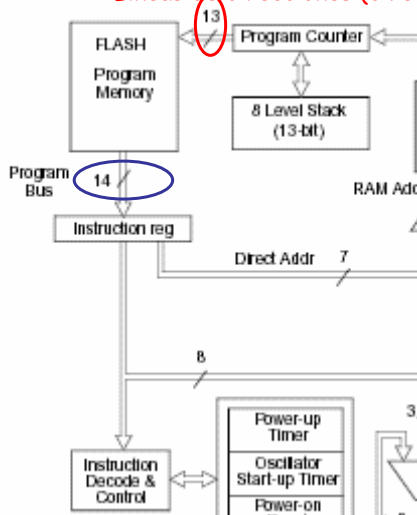 13
FLASH
Program
Memory
Program Counter
8 Level Stack
(13-bit)
Program
Bus
14
RAM
Instruction reg
Direct Addr
7
8
3
Power-up
Timer
Instruction
Decode &
Control
Oscillator
Start-up Timer
Power-on